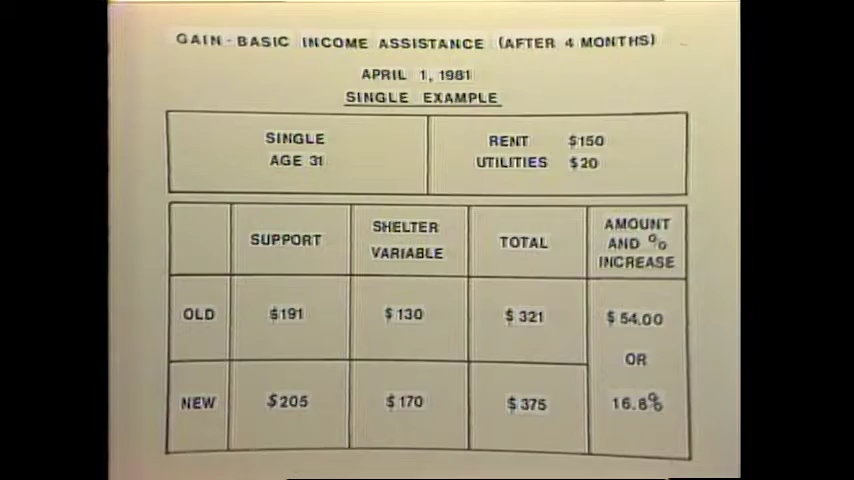 GAIN - BASIC INCOME ASSISTANCE (AFTER 4 MONTHS)
APRIL 1, 1981
SINGLE EXAMPLE
SINGLE
AGE 31
RENT $150
UTILITIES $20
SUPPORT
SHELTER
VARIABLE
TOTAL
AMOUNT
AND %
INCREASE
OLD $191 $130 $321 $54.00
OR
NEW $205 $170 $375 16.8%